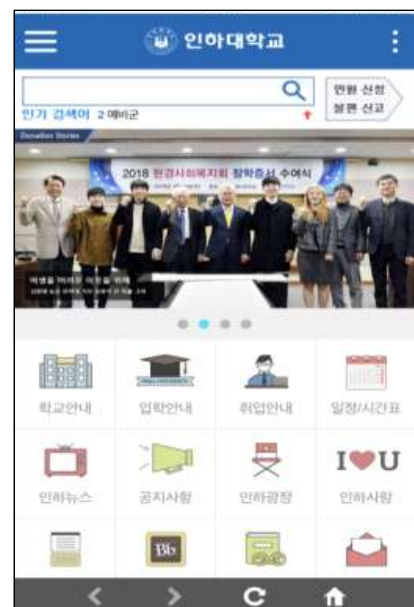 인하대학교
민원 신청
불편 신고
인기 검색어 2 예비군
Donation Stories
2018 한경사회복지회 장학증서 수여식
학교안내
입학안내
취업안내
일정/시간표
인하뉴스
공지사항
인하광장
I♥U
인하사랑
Bb